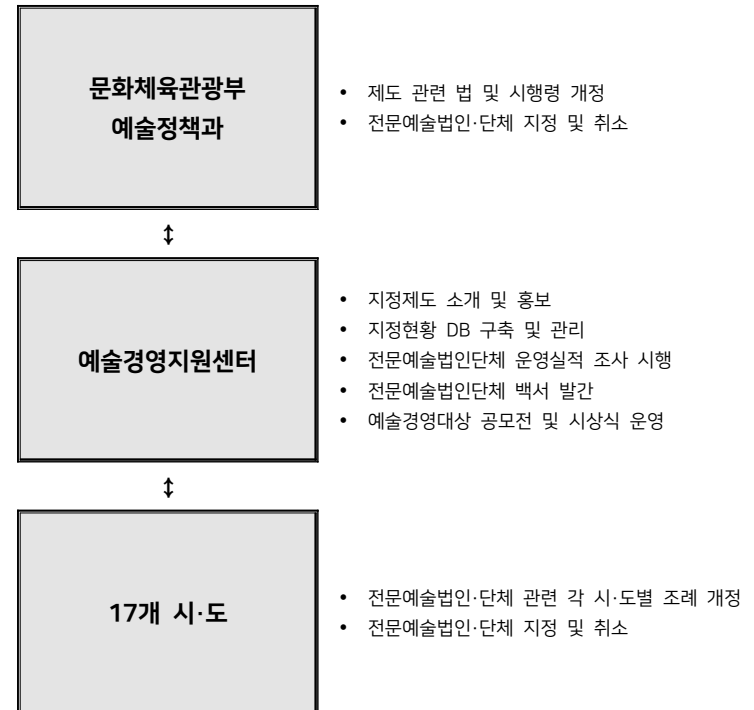 문화체육관광부
예술정책과
• 제도 관련 법 및 시행령 개정
• 전문예술법인·단체 지정 및 취소
↕
예술경영지원센터
• 지정제도 소개 및 홍보
• 지정현황 DB 구축 및 관리
• 전문예술법인단체 운영실적 조사 시행
• 전문예술법인단체 백서 발간
• 예술경영대상 공모전 및 시상식 운영
↕
17개 시·도
• 전문예술법인·단체 관련 각 시·도별 조례 개정
• 전문예술법인·단체 지정 및 취소